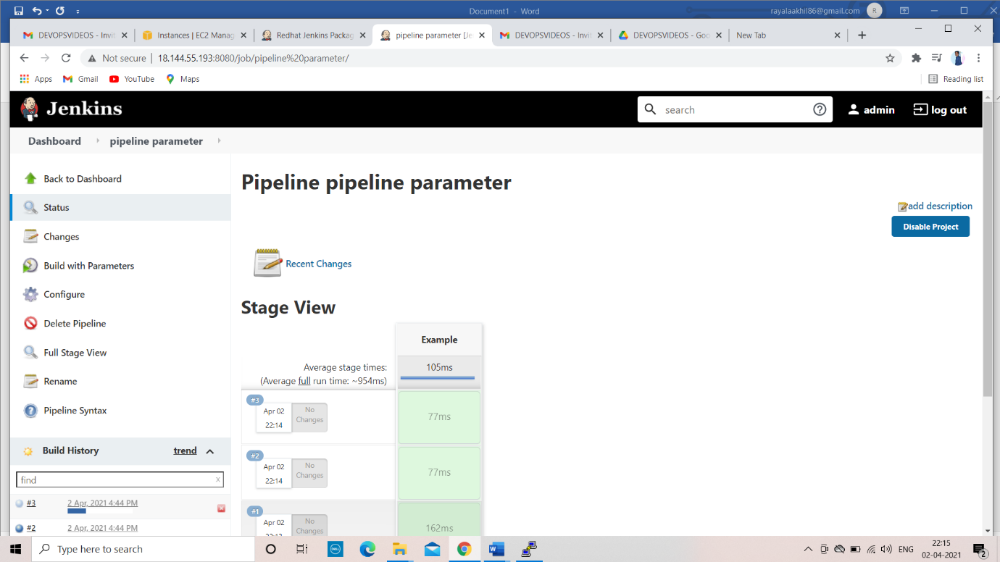 Document1 - Word
rayalaakhil86@gmail.com
R
DEVOPSVIDEOS - Invit
Instances | EC2 Manag
Redhat Jenkins Packag
pipeline parameter [Je
DEVOPSVIDEOS - Invit
DEVOPSVIDEOS - Goo
New Tab
Not secure | 18.144.55.193:8080/job/pipeline%20parameter/
Apps
Gmail
YouTube
Maps
Reading list
Jenkins
search
admin
log out
Dashboard
pipeline parameter
Back to Dashboard
Status
Changes
Build with Parameters
Configure
Delete Pipeline
Full Stage View
Rename
Pipeline Syntax
Build History
trend
find
x
#3
2 Apr, 2021 4:44 PM
#2
2 Apr, 2021 4:44 PM
Pipeline pipeline parameter
add description
Disable Project
Recent Changes
Stage View
Example
Average stage times:
105ms
(Average full run time: ~954ms)
#3
Apr 02
22:14
No
Changes
77ms
#2
Apr 02
22:14
No
Changes
77ms
#1
Apr 02
No
Changes
162ms
Type here to search
DELL
ENG
22:15
02-04-2021
2